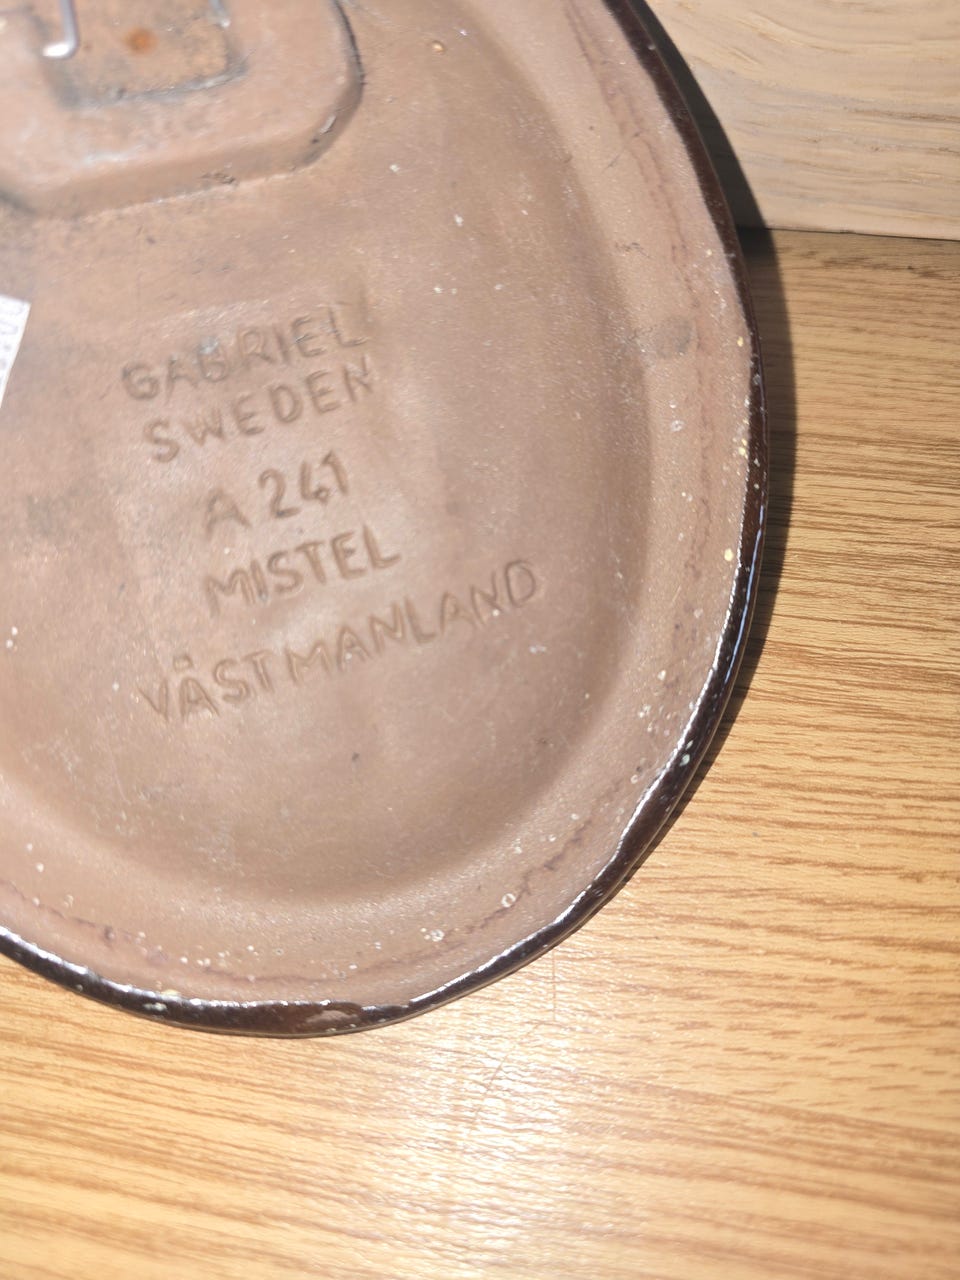 GABRIEL
SWEDEN
A 241
MISTEL
VÄSTMANLAND